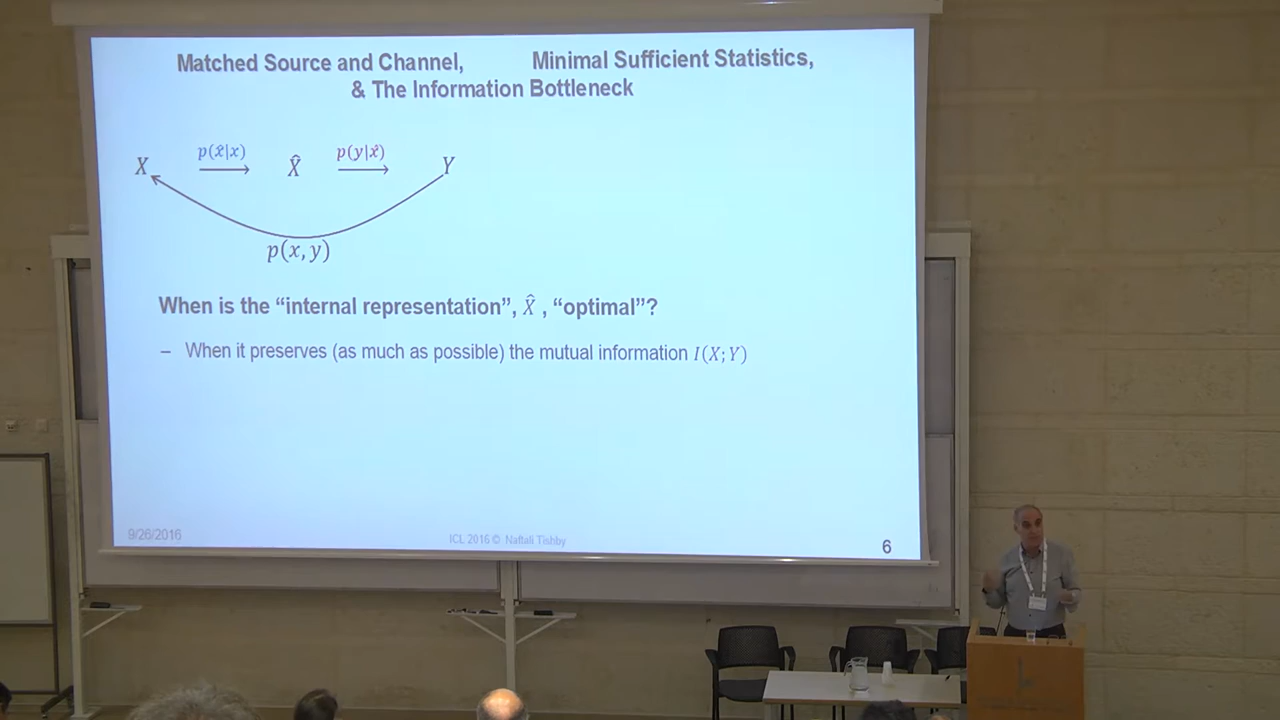 Matched Source and Channel, Minimal Sufficient Statistics,
& The Information Bottleneck
X p(x̂|x) X̂ p(y|x̂) Y
p(x, y)
When is the “internal representation”, X̂ , “optimal”?
– When it preserves (as much as possible) the mutual information I(X; Y)
9/26/2016 ICL 2016 © Naftali Tishby 6